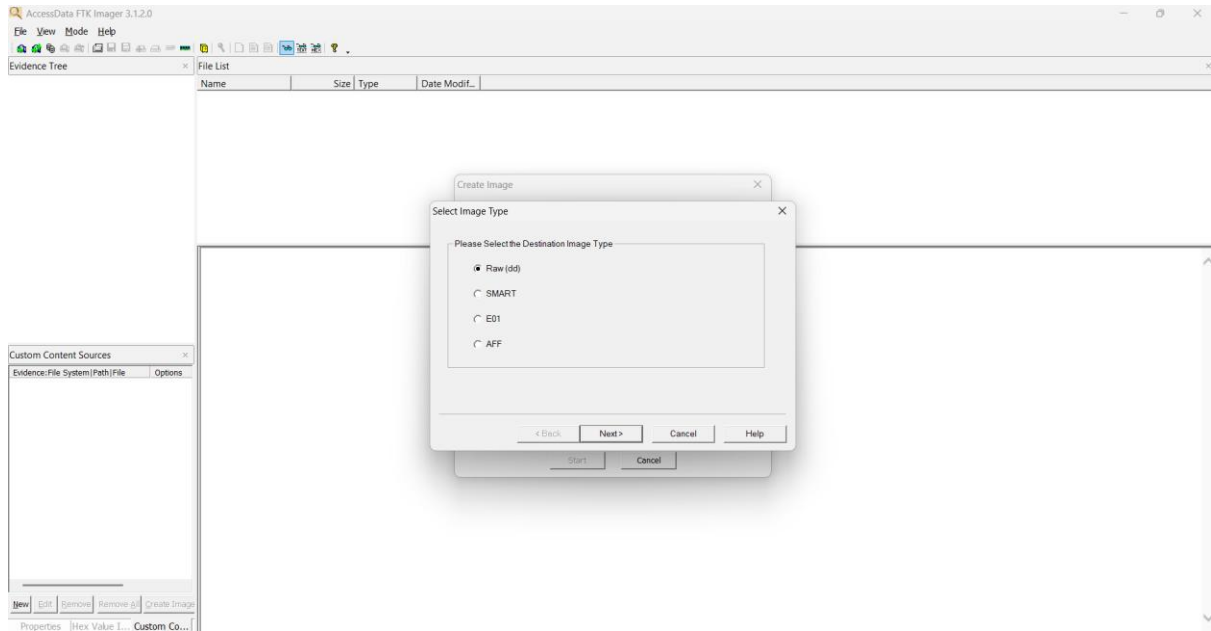 AccessData FTK Imager 3.1.2.0
File View Mode Help
Evidence Tree
File List
Name Size Type Date Modif...
Create Image
Select Image Type
Please Select the Destination Image Type
Raw (dd)
SMART
E01
AFF
< Back Next > Cancel Help
Start Cancel
Custom Content Sources
Evidence:File System|Path|File Options
New Edit Remove Remove All Create Image
Properties Hex Value I... Custom Co...